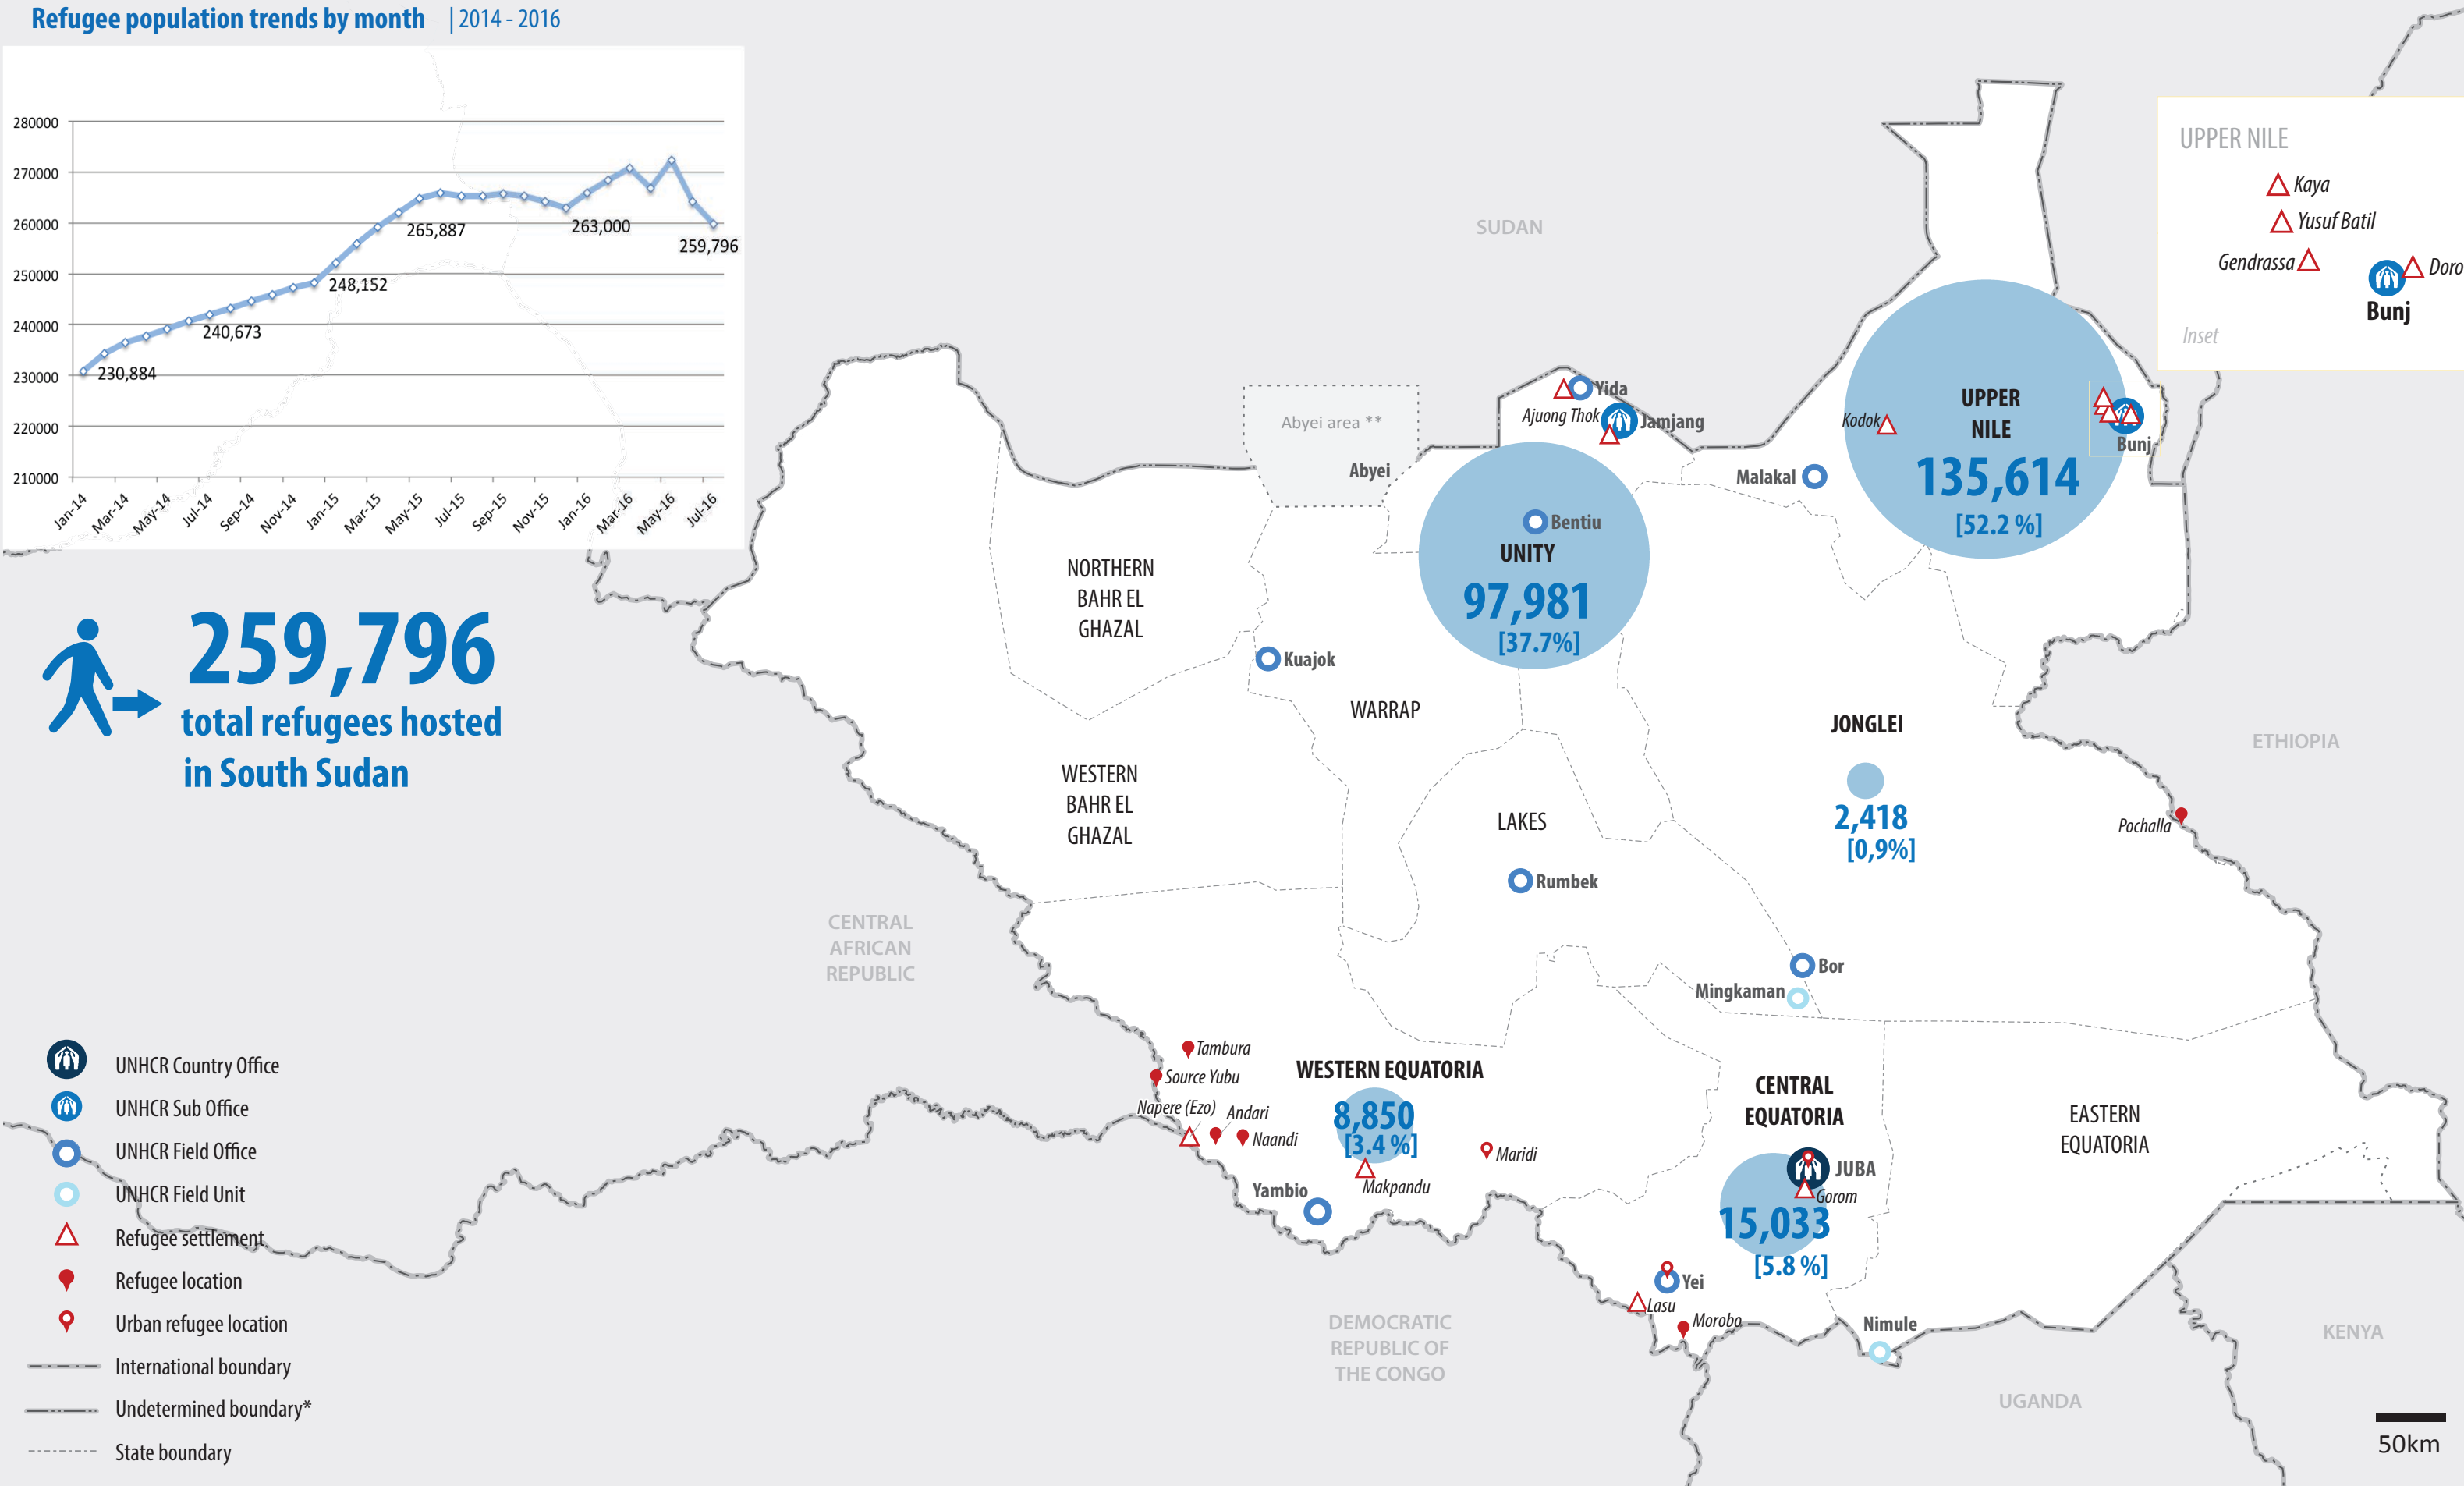 Refugee population trends by month | 2014 - 2016
280000
270000
260000
250000
240000
230000
220000
210000
230,884
240,673
248,152
265,887
263,000
259,796
Jan-14
Mar-14
May-14
Jul-14
Sep-14
Nov-14
Jan-15
Mar-15
May-15
Jul-15
Sep-15
Nov-15
Jan-16
Mar-16
May-16
Jul-16
259,796
total refugees hosted
in South Sudan
UNHCR Country Office
UNHCR Sub Office
UNHCR Field Office
UNHCR Field Unit
Refugee settlement
Refugee location
Urban refugee location
International boundary
Undetermined boundary*
State boundary
SUDAN
Abyei area **
Abyei
Yida
Ajuong Thok
Jamjang
Bentiu
UNITY
97,981
[37.7%]
Kodok
Malakal
UPPER
NILE
135,614
[52.2 %]
Bunj
UPPER NILE
Kaya
Yusuf Batil
Gendrassa
Doro
Bunj
Inset
NORTHERN
BAHR EL
GHAZAL
Kuajok
WARRAP
WESTERN
BAHR EL
GHAZAL
LAKES
Rumbek
JONGLEI
2,418
[0,9%]
ETHIOPIA
Pochalla
CENTRAL
AFRICAN
REPUBLIC
Bor
Mingkaman
Tambura
Source Yubu
Napere (Ezo)
Andari
Naandi
WESTERN EQUATORIA
8,850
[3.4 %]
Makpandu
Maridi
Yambio
CENTRAL
EQUATORIA
JUBA
Gorom
15,033
[5.8 %]
Yei
Lasu
Morobo
EASTERN
EQUATORIA
Nimule
DEMOCRATIC
REPUBLIC OF
THE CONGO
UGANDA
KENYA
50km